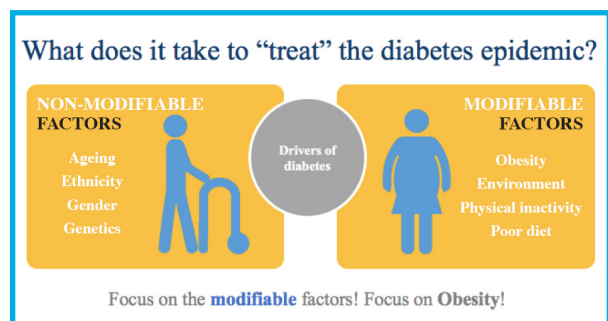 What does it take to “treat” the diabetes epidemic?
NON-MODIFIABLE
FACTORS
Ageing
Ethnicity
Gender
Genetics
Drivers of
diabetes
MODIFIABLE
FACTORS
Obesity
Environment
Physical inactivity
Poor diet
Focus on the modifiable factors! Focus on Obesity!